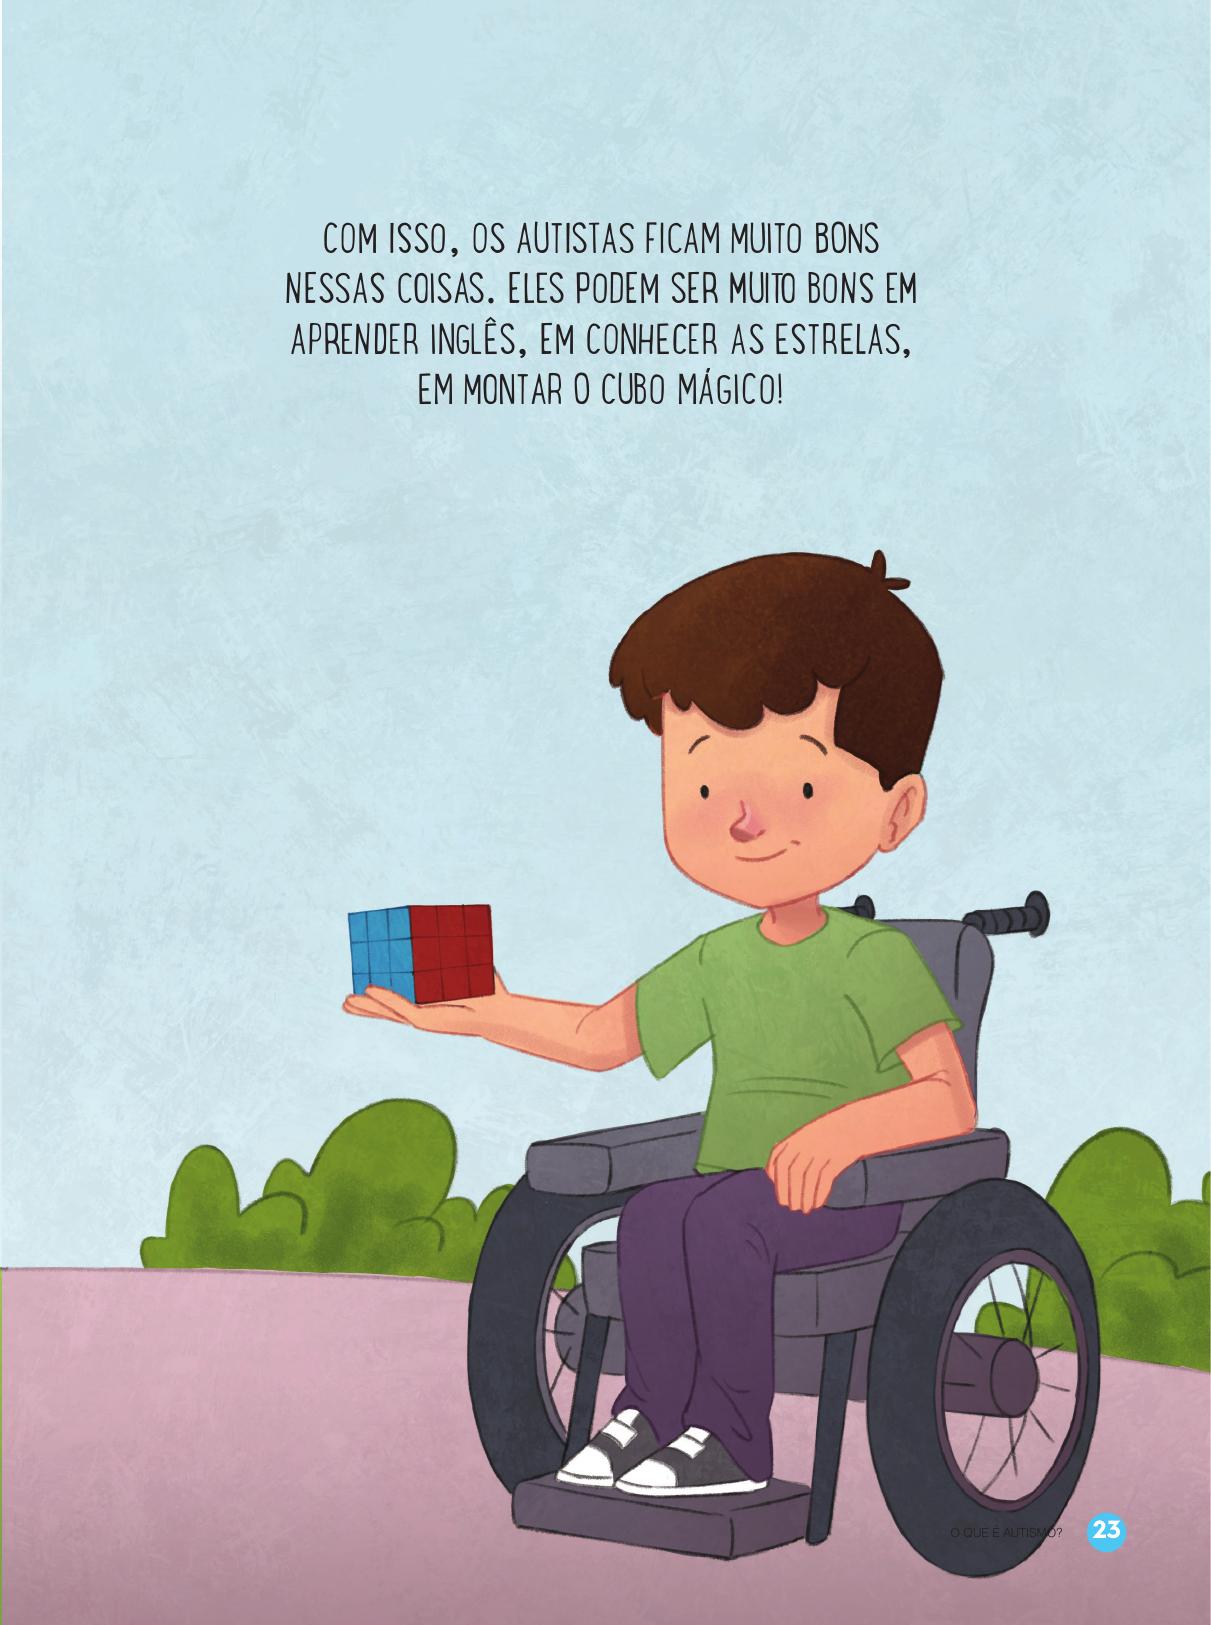 COM ISSO, OS AUTISTAS FICAM MUITO BONS
NESSAS COISAS. ELES PODEM SER MUITO BONS EM
APRENDER INGLÊS, EM CONHECER AS ESTRELAS,
EM MONTAR O CUBO MÁGICO!
O QUE É AUTISMO? 23